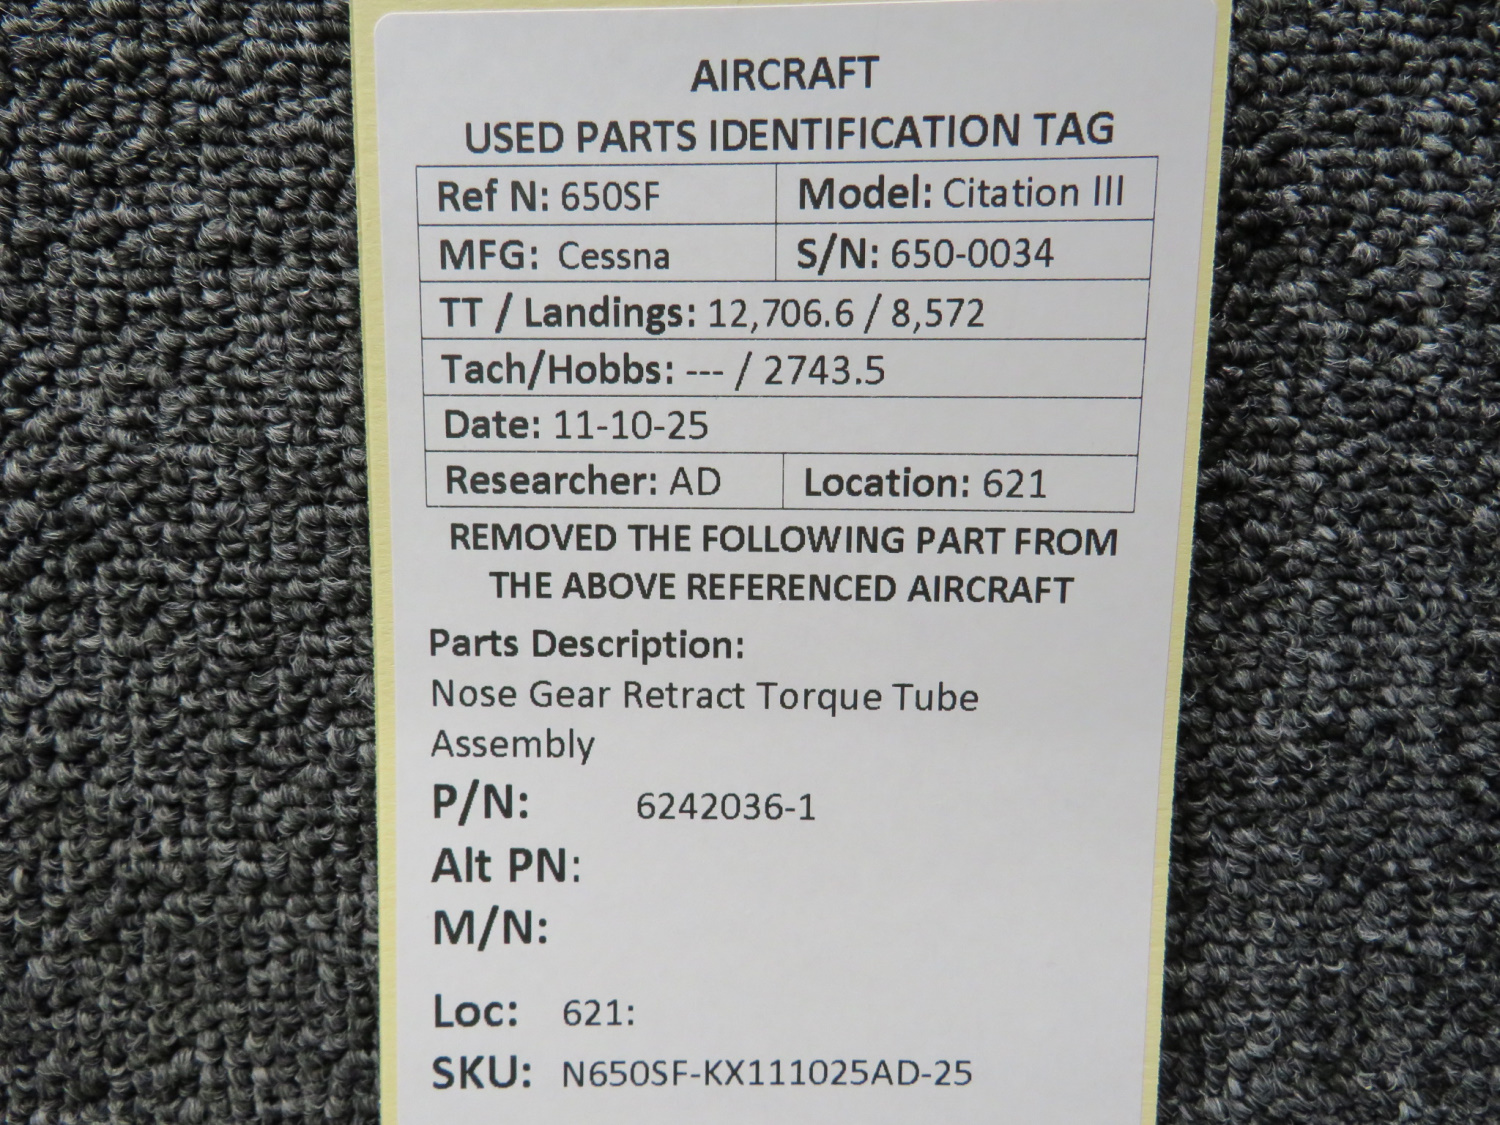 AIRCRAFT
USED PARTS IDENTIFICATION TAG
Ref N: 650SF Model: Citation III
MFG: Cessna S/N: 650-0034
TT / Landings: 12,706.6 / 8,572
Tach/Hobbs: --- / 2743.5
Date: 11-10-25
Researcher: AD Location: 621
REMOVED THE FOLLOWING PART FROM
THE ABOVE REFERENCED AIRCRAFT
Parts Description:
Nose Gear Retract Torque Tube
Assembly
P/N: 6242036-1
Alt PN:
M/N:
Loc: 621:
SKU: N650SF-KX111025AD-25